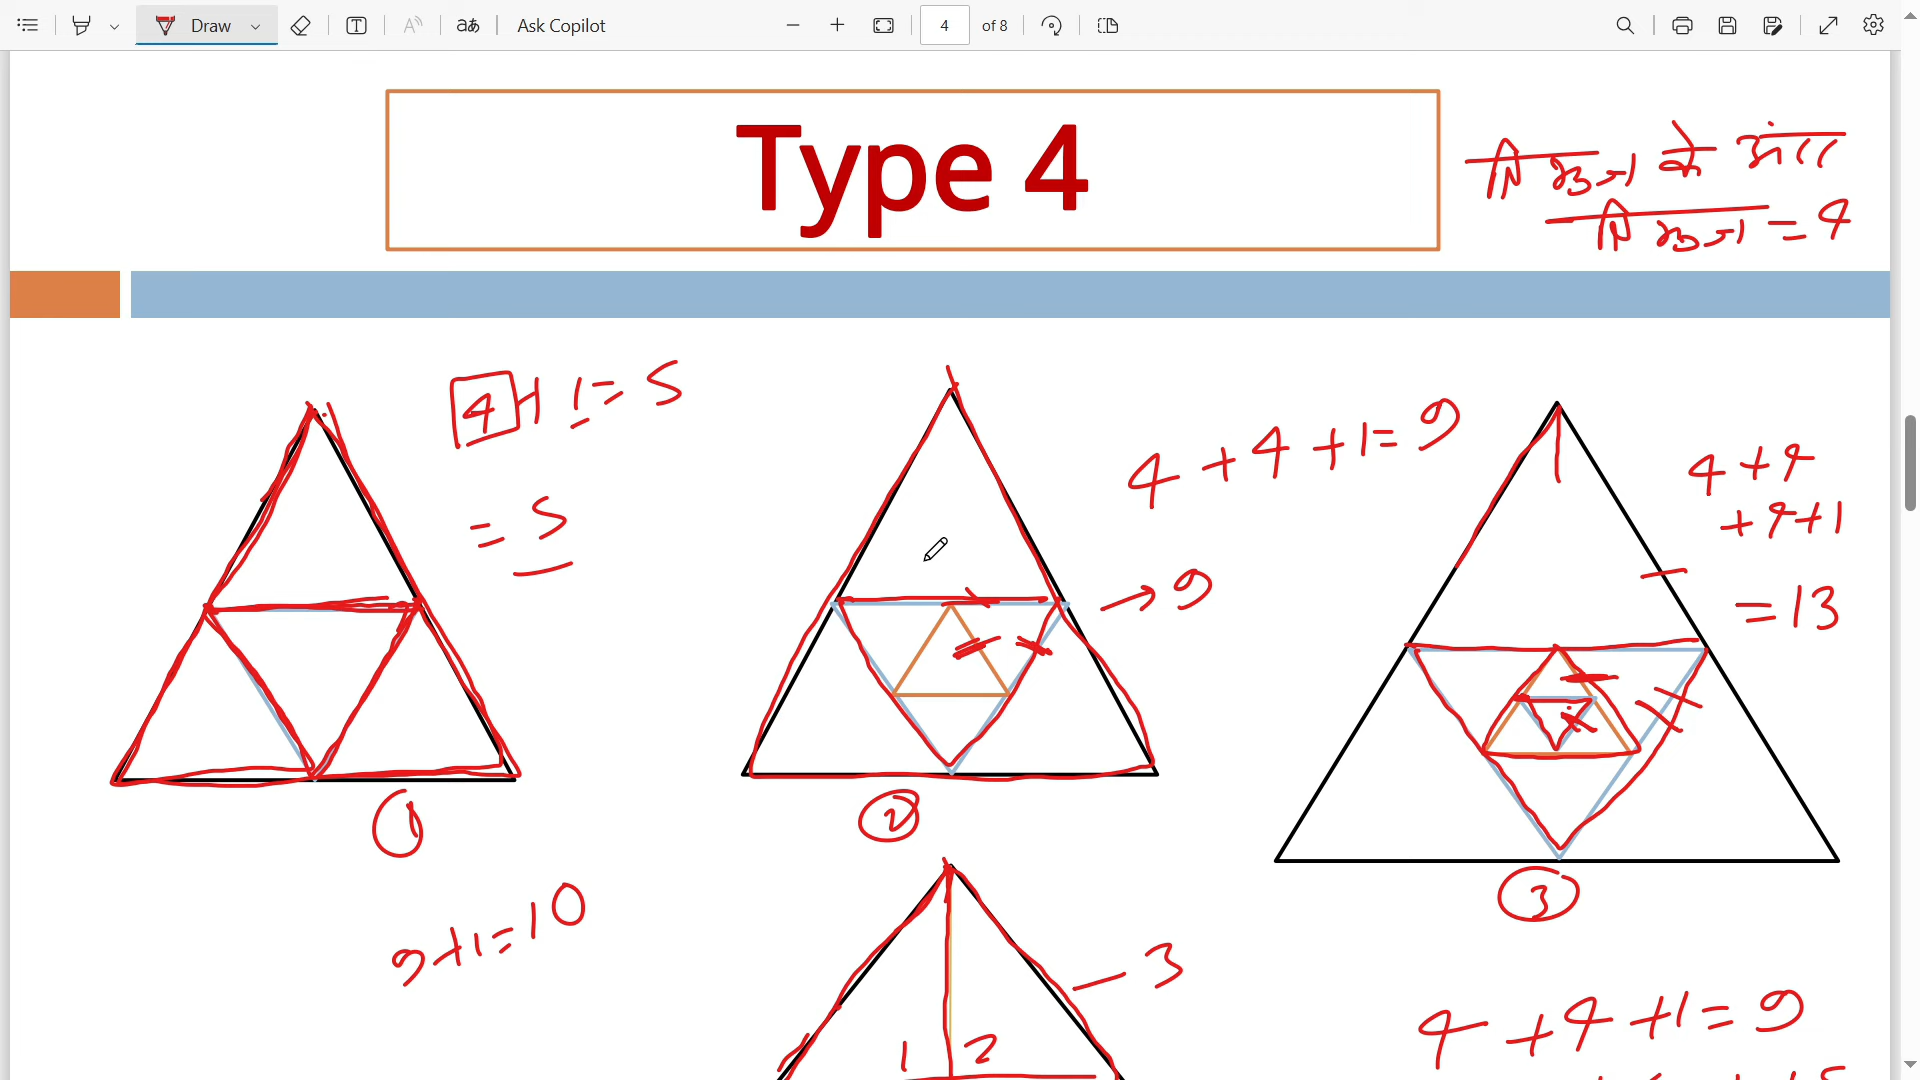 Draw
Ask Copilot
4 of 8
Type 4
त्रिभुज के अंदर
त्रिभुज = 4
4 + 1 = 5
= 5
4 + 4 + 1 = 9
→ 9
4 + 4
+ 4 + 1
= 13
1
2
3
9 + 1 = 10
3
1 2
4 + 4 + 1 = 9